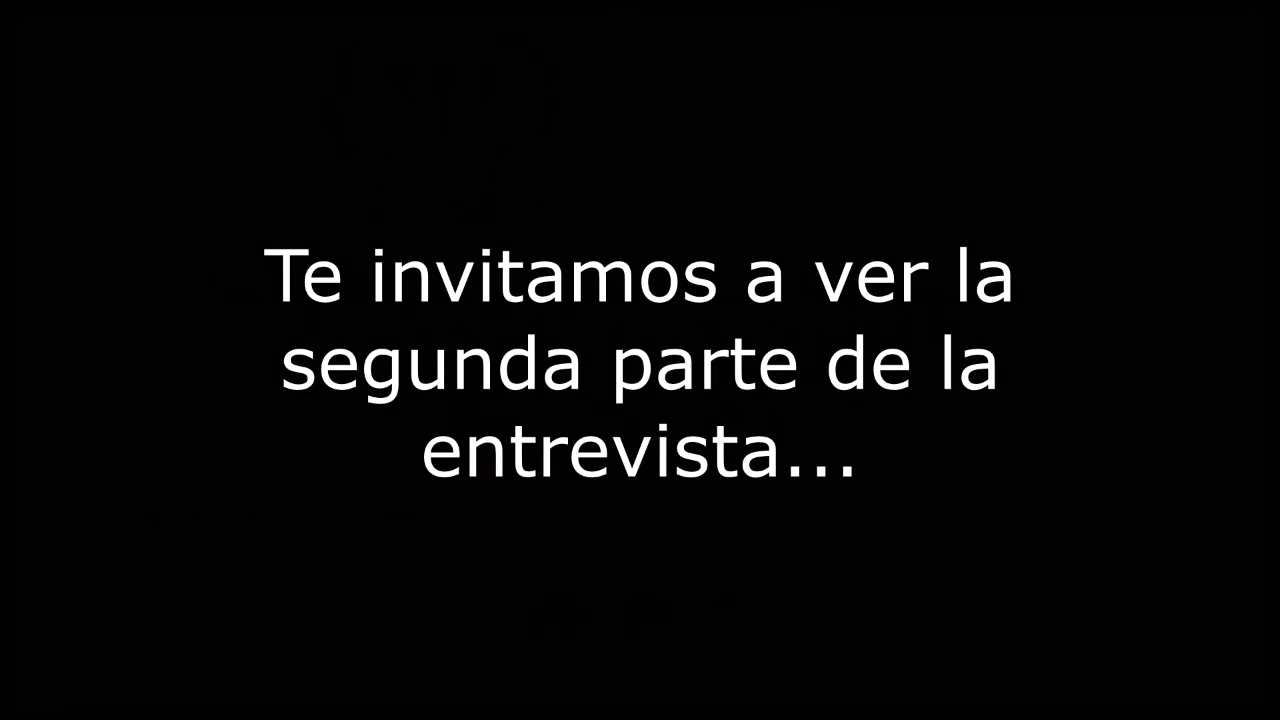 Te invitamos a ver la
segunda parte de la
entrevista...